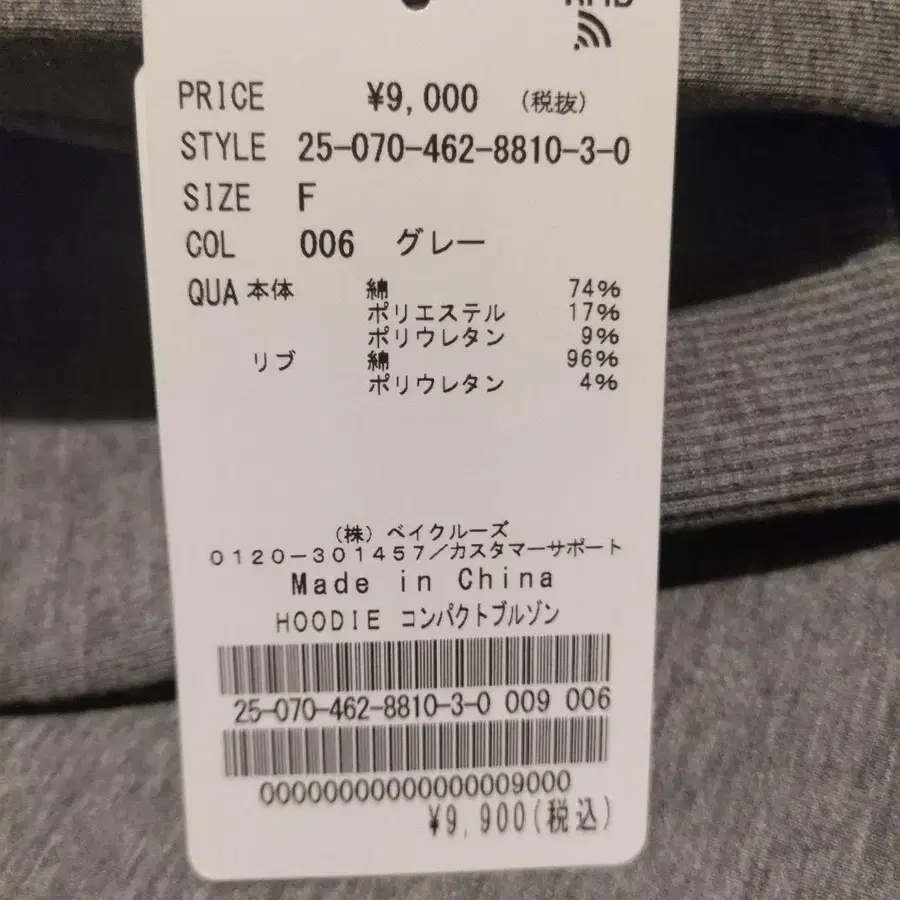 PRICE ¥9,000 (税抜)
STYLE 25-070-462-8810-3-0
SIZE F
COL 006 グレー
QUA 本体 綿 74%
ポリエステル 17%
ポリウレタン 9%
リブ 綿 96%
ポリウレタン 4%
(株) ベイクルーズ
0120-301457/カスタマーサポート
Made in China
HOODIE コンパクトブルゾン
25-070-462-8810-3-0 009 006
00000000000000009000
¥9,900(税込)